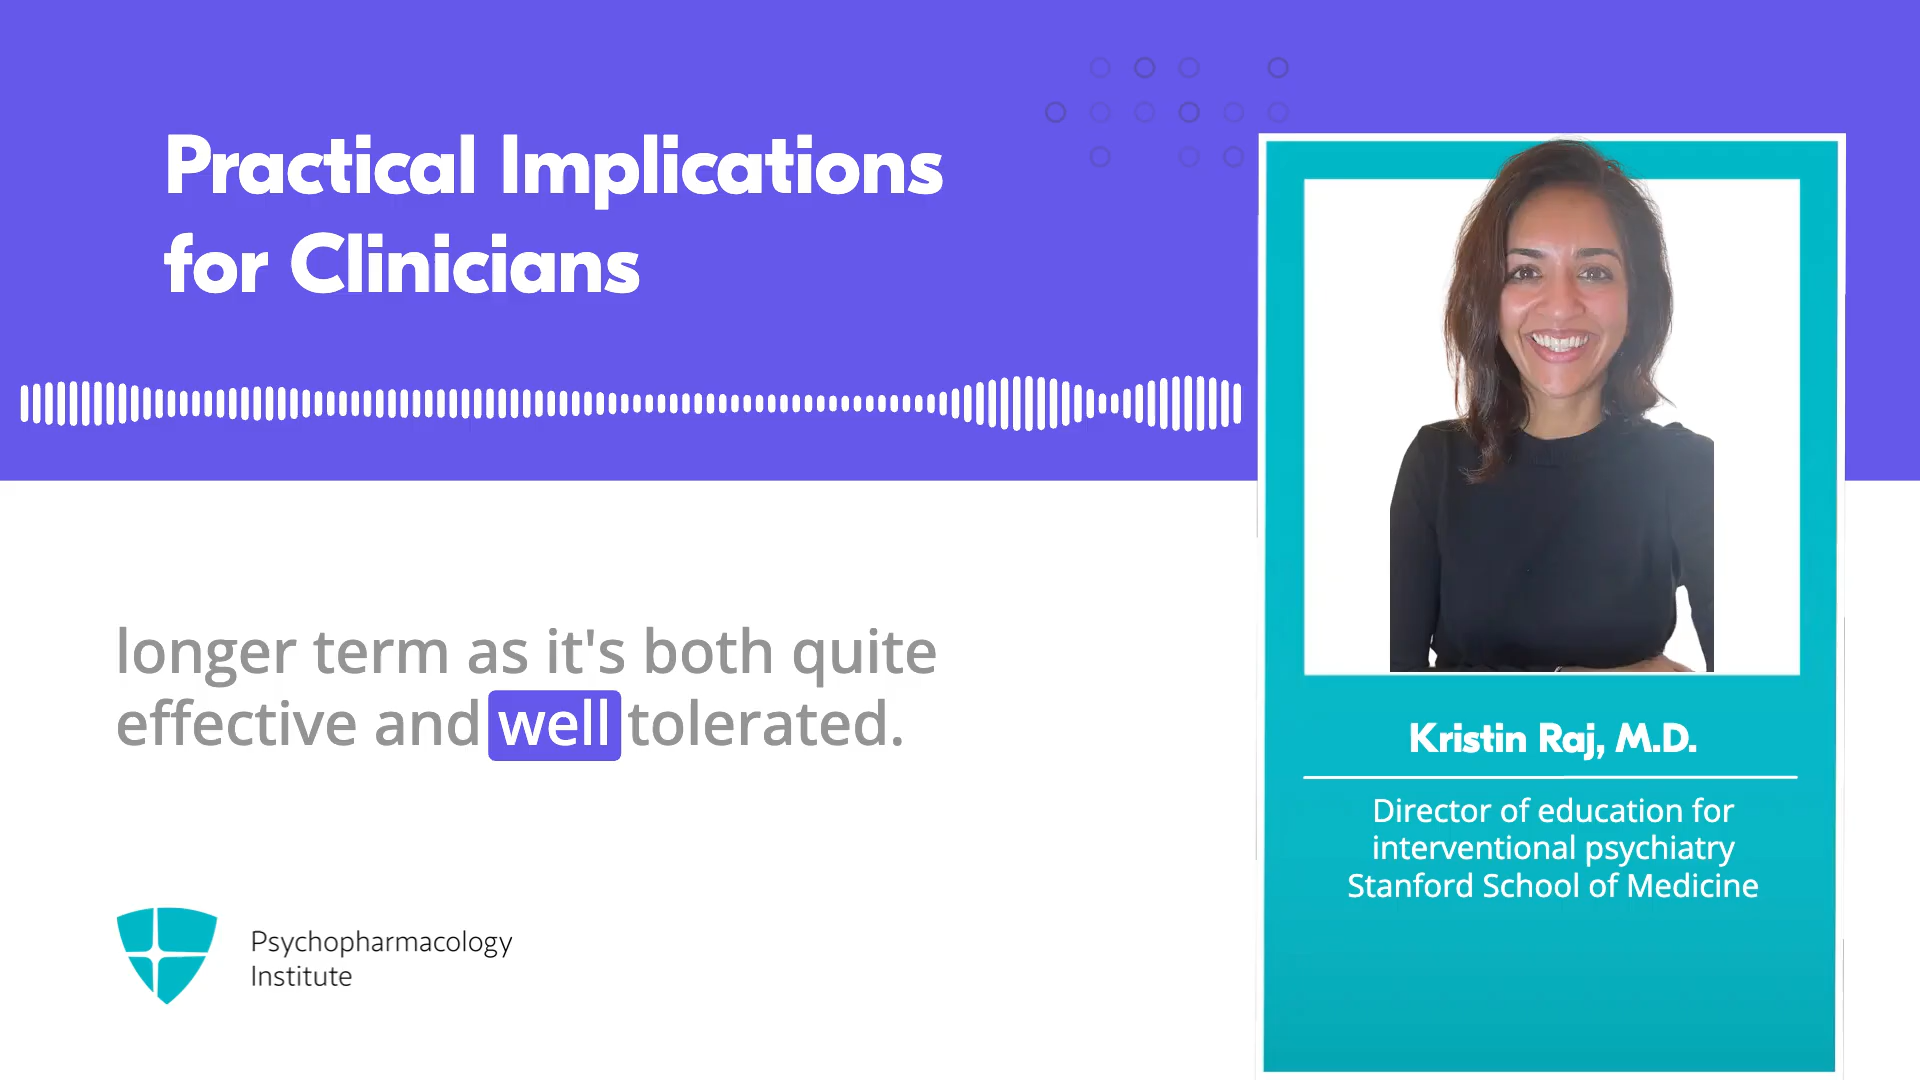 Practical Implications
for Clinicians
longer term as it's both quite
effective and well tolerated.
Psychopharmacology
Institute
Kristin Raj, M.D.
Director of education for
interventional psychiatry
Stanford School of Medicine